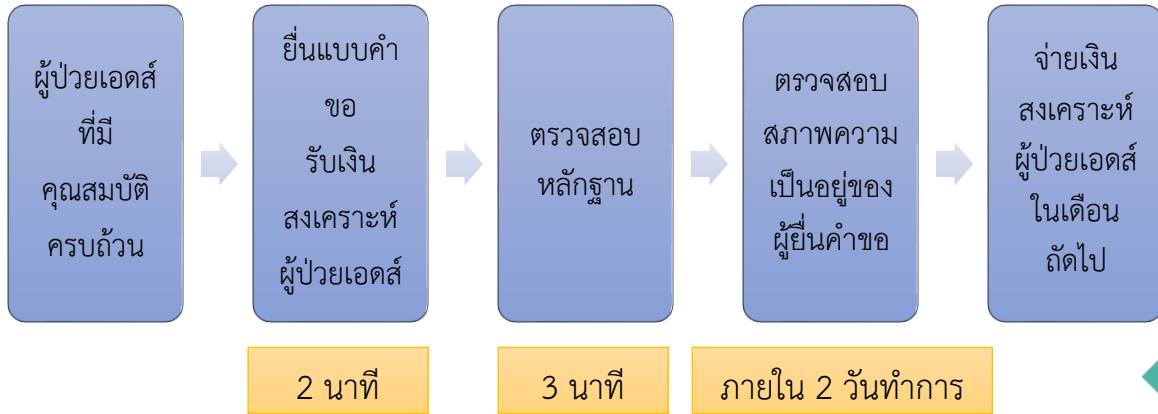 ผู้ป่วยเอดส์
ที่มี
คุณสมบัติ
ครบถ้วน
ยื่นแบบคำ
ขอ
รับเงิน
สงเคราะห์
ผู้ป่วยเอดส์
ตรวจสอบ
หลักฐาน
ตรวจสอบ
สภาพความ
เป็นอยู่ของ
ผู้ยื่นคำขอ
จ่ายเงิน
สงเคราะห์
ผู้ป่วยเอดส์
ในเดือน
ถัดไป
2 นาที
3 นาที
ภายใน 2 วันทำการ